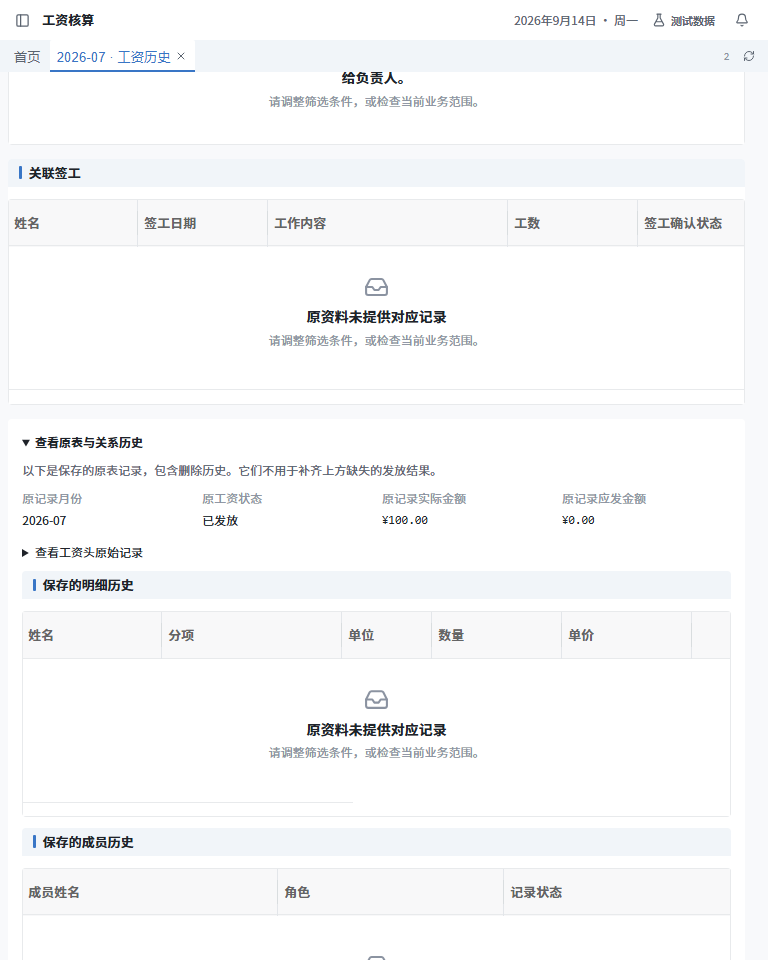 工资核算
2026年9月14日 • 周一
测试数据
首页
2026-07 · 工资历史
2
给负责人。
请调整筛选条件，或检查当前业务范围。
关联签工
姓名 签工日期 工作内容 工数 签工确认状态
原资料未提供对应记录
请调整筛选条件，或检查当前业务范围。
查看原表与关系历史
以下是保存的原表记录，包含删除历史。它们不用于补齐上方缺失的发放结果。
原记录月份 原工资状态 原记录实际金额 原记录应发金额
2026-07 已发放 ¥100.00 ¥0.00
查看工资头原始记录
保存的明细历史
姓名 分项 单位 数量 单价
原资料未提供对应记录
请调整筛选条件，或检查当前业务范围。
保存的成员历史
成员姓名 角色 记录状态